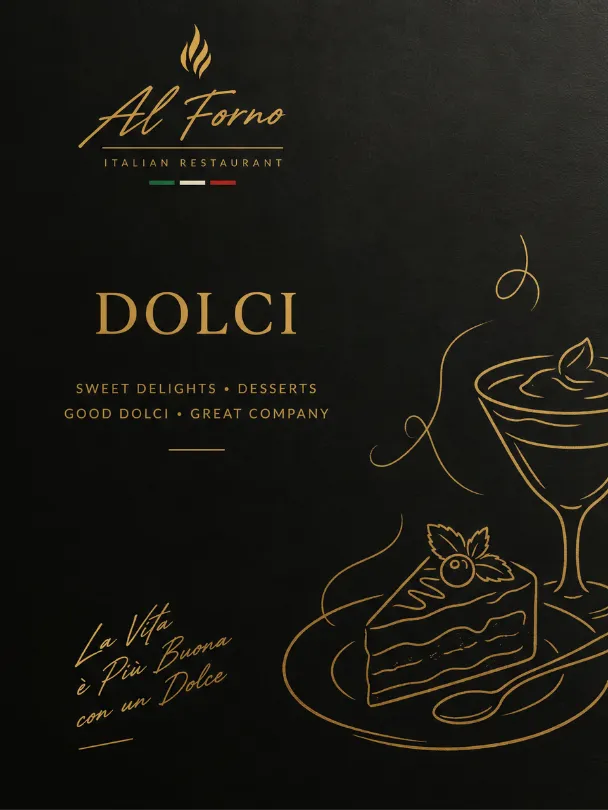 Al Forno
ITALIAN RESTAURANT
DOLCI
SWEET DELIGHTS • DESSERTS
GOOD DOLCI • GREAT COMPANY
La Vita
è Più Buona
con un Dolce